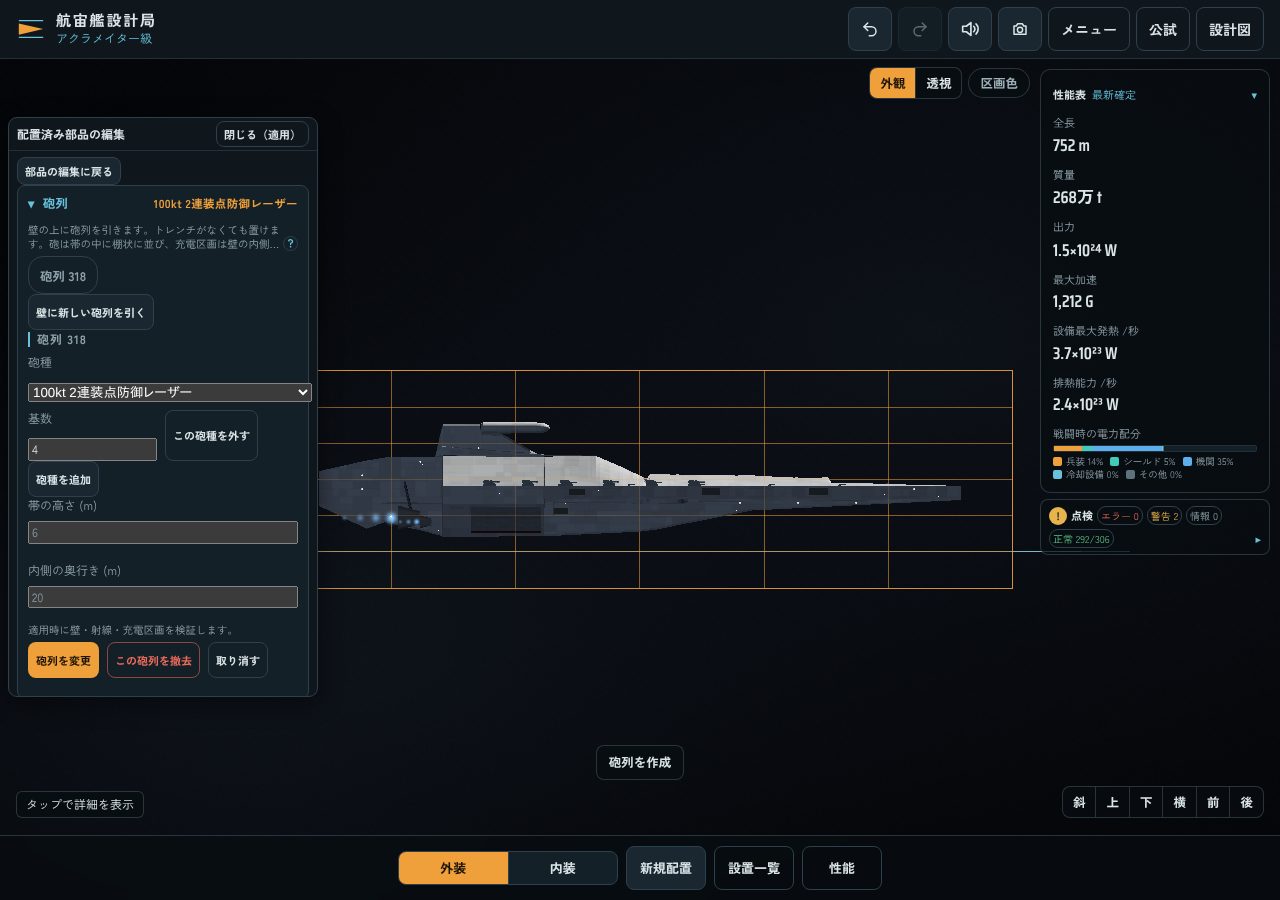 航宙艦設計局
アクラメイター級
メニュー
公試
設計図
外観
透視
区画色
性能表 最新確定 ▼
全長
752 m
質量
268万 t
出力
1.5×10²⁴ W
最大加速
1,212 G
設備最大発熱 /秒
3.7×10²³ W
排熱能力 /秒
2.4×10²³ W
戦闘時の電力配分
兵装 14% シールド 5% 機関 35%
冷却設備 0% その他 0%
! 点検 エラー 0 警告 2 情報 0
正常 292/306 ►
配置済み部品の編集
閉じる（適用）
部品の編集に戻る
▼ 砲列 100kt 2連装点防御レーザー
壁の上に砲列を引きます。トレンチがなくても置けま
す。砲は帯の中に棚状に並び、充電区画は壁の内側… ?
砲列 318
壁に新しい砲列を引く
砲列 318
砲種
100kt 2連装点防御レーザー
基数
4
この砲種を外す
砲種を追加
帯の高さ (m)
6
内側の奥行き (m)
20
適用時に壁・射線・充電区画を検証します。
砲列を変更
この砲列を撤去
取り消す
砲列を作成
タップで詳細を表示
斜 上 下 横 前 後
外装
内装
新規配置
設置一覧
性能